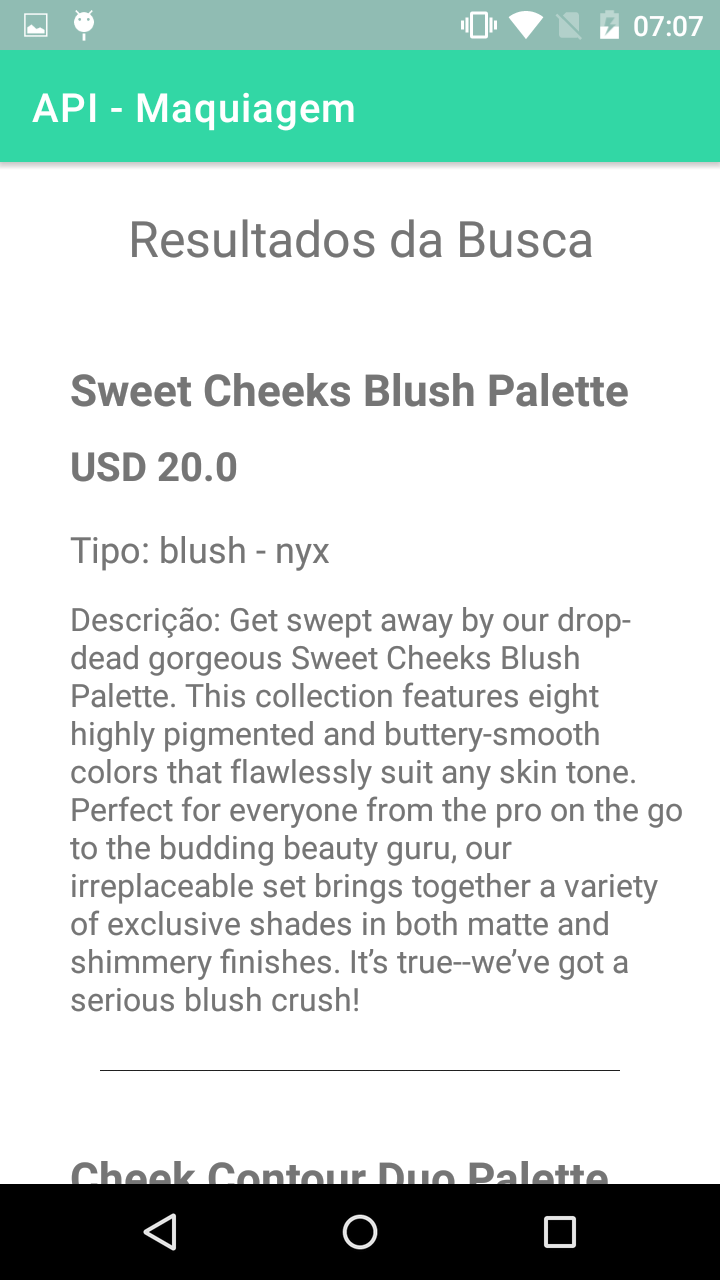 07:07
API - Maquiagem
Resultados da Busca
Sweet Cheeks Blush Palette
USD 20.0
Tipo: blush - nyx
Descrição: Get swept away by our drop-
dead gorgeous Sweet Cheeks Blush
Palette. This collection features eight
highly pigmented and buttery-smooth
colors that flawlessly suit any skin tone.
Perfect for everyone from the pro on the go
to the budding beauty guru, our
irreplaceable set brings together a variety
of exclusive shades in both matte and
shimmery finishes. It’s true--we’ve got a
serious blush crush!
Cheek Contour Duo Palette